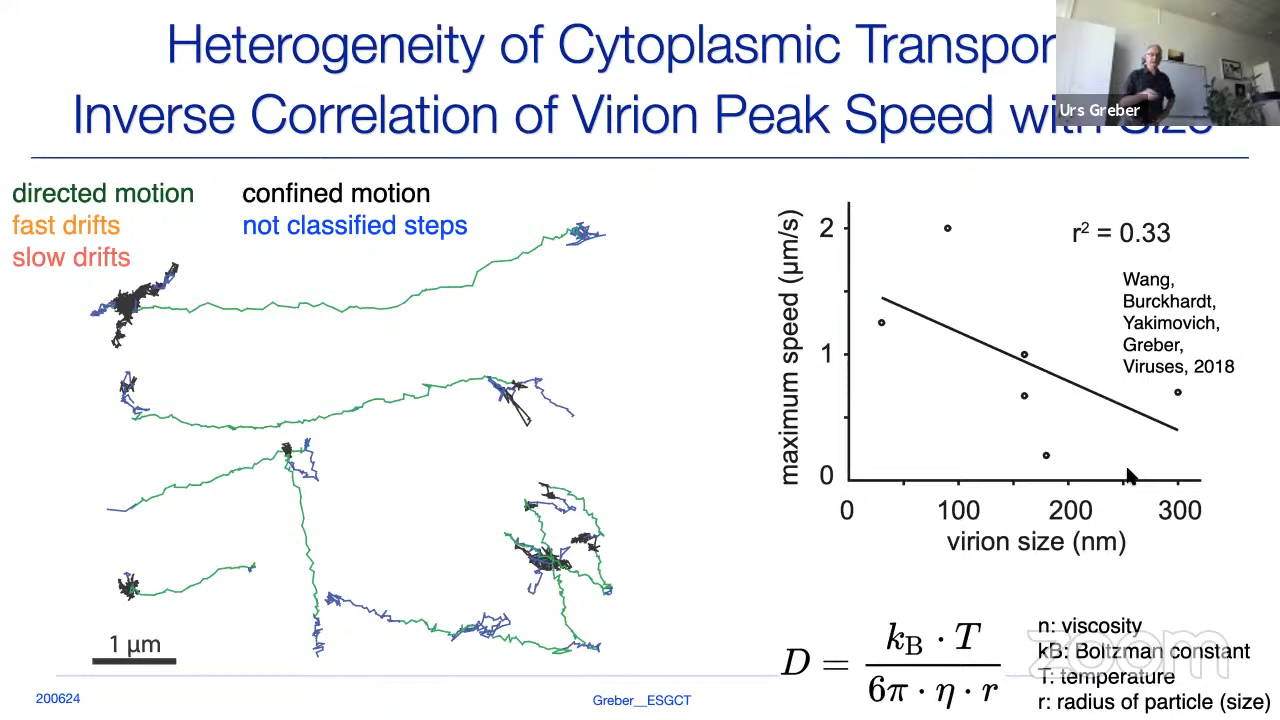 Heterogeneity of Cytoplasmic Transpor
Inverse Correlation of Virion Peak Speed with Size
Urs Greber
directed motion
confined motion
fast drifts
not classified steps
slow drifts
1 μm
maximum speed (μm/s)
2
1
0
r² = 0.33
Wang,
Burckhardt,
Yakimovich,
Greber,
Viruses, 2018
0 100 200 300
virion size (nm)
D = kB · T / 6π · η · r
n: viscosity
kB: Boltzman constant
T: temperature
r: radius of particle (size)
zoom
200624
Greber__ESGCT